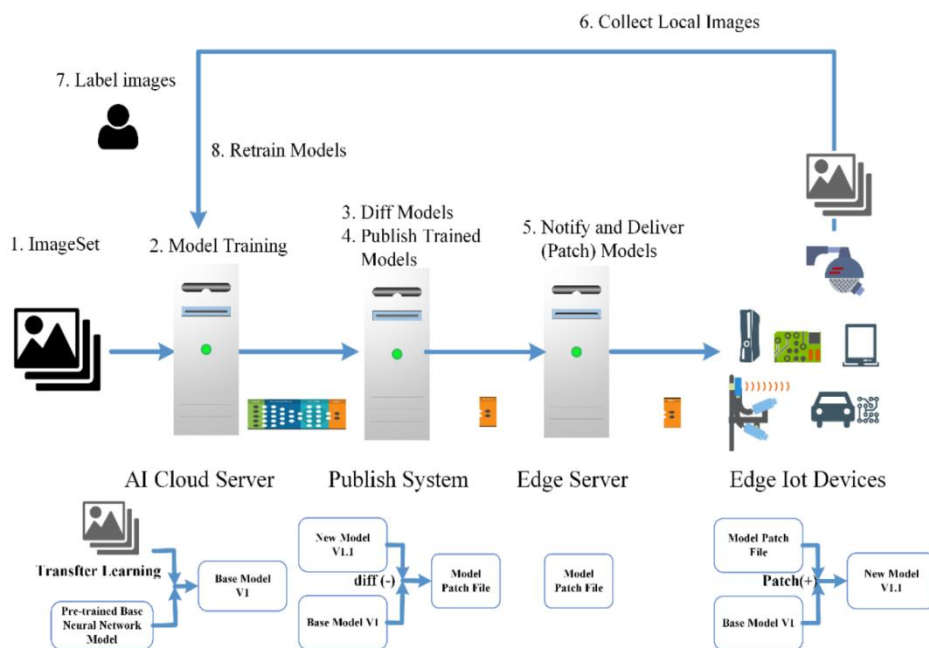 6. Collect Local Images
7. Label images
8. Retrain Models
1. ImageSet
2. Model Training
3. Diff Models
4. Publish Trained
Models
5. Notify and Deliver
(Patch) Models
AI Cloud Server
Publish System
Edge Server
Edge Iot Devices
Transfter Learning
Pre-trained Base
Neural Network
Model
Base Model
V1
New Model
V1.1
diff (-)
Base Model V1
Model
Patch File
Model
Patch File
Model Patch
File
Patch(+)
Base Model V1
New Model
V1.1